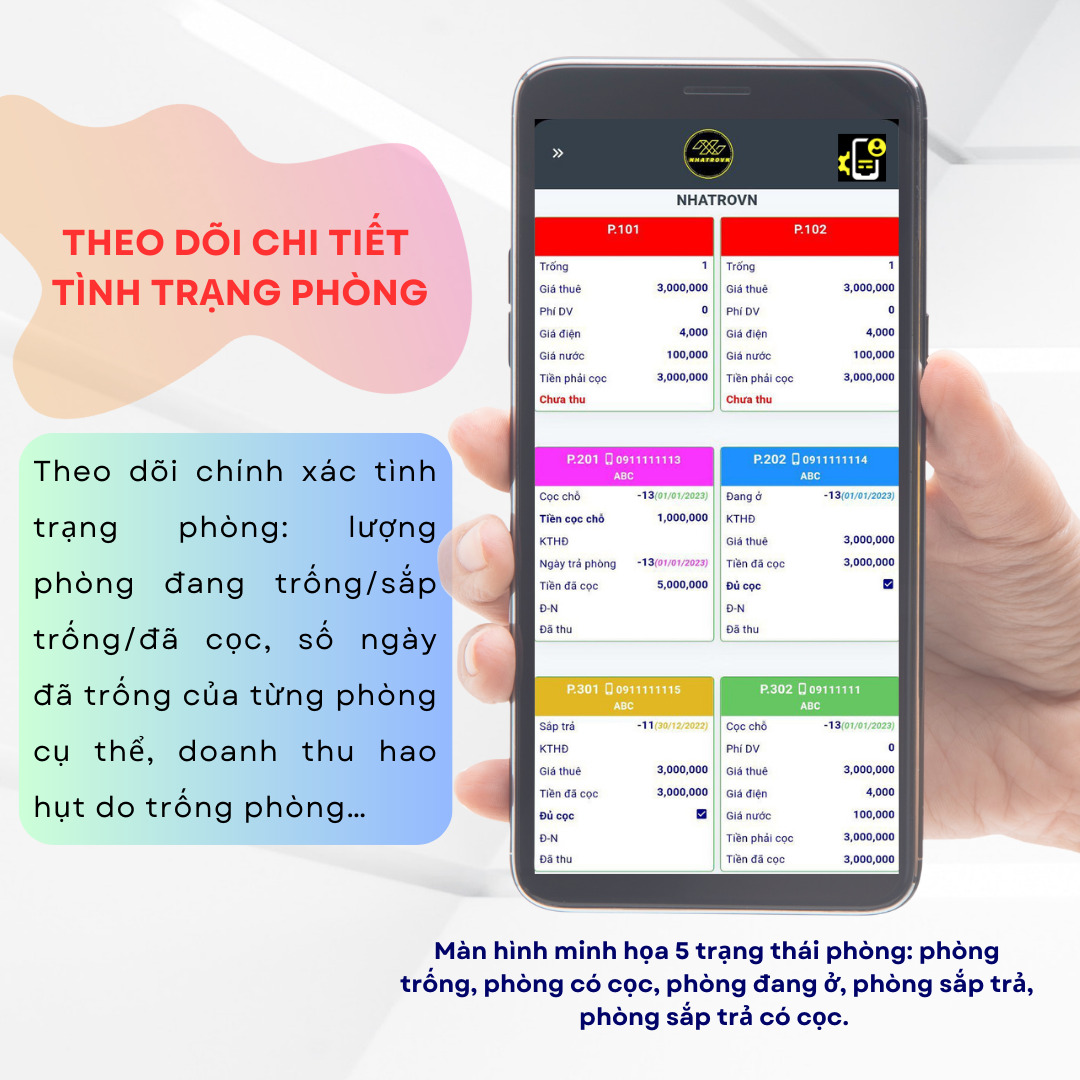 THEO DÕI CHI TIẾT
TÌNH TRẠNG PHÒNG
Theo dõi chính xác tình
trạng phòng: lượng
phòng đang trống/sắp
trống/đã cọc, số ngày
đã trống của từng phòng
cụ thể, doanh thu hao
hụt do trống phòng...
»
NHATROVN
NHATROVN
P.101
Trống 1
Giá thuê 3,000,000
Phí DV 0
Giá điện 4,000
Giá nước 100,000
Tiền phải cọc 3,000,000
Chưa thu
P.102
Trống 1
Giá thuê 3,000,000
Phí DV 0
Giá điện 4,000
Giá nước 100,000
Tiền phải cọc 3,000,000
Chưa thu
P.201 0911111113
ABC
Cọc chỗ -13(01/01/2023)
Tiền cọc chỗ 1,000,000
KTHĐ
Ngày trả phòng -13(01/01/2023)
Tiền đã cọc 5,000,000
Đ-N
Đã thu
P.202 0911111114
ABC
Đang ở -13(01/01/2023)
KTHĐ
Giá thuê 3,000,000
Tiền đã cọc 3,000,000
Đủ cọc
Đ-N
Đã thu
P.301 0911111115
ABC
Sắp trả -11(30/12/2022)
KTHĐ
Giá thuê 3,000,000
Tiền đã cọc 3,000,000
Đủ cọc
Đ-N
Đã thu
P.302 09111111
ABC
Cọc chỗ -13(01/01/2023)
Phí DV 0
Giá thuê 3,000,000
Giá điện 4,000
Giá nước 100,000
Tiền phải cọc 3,000,000
Tiền đã cọc 3,000,000
Màn hình minh họa 5 trạng thái phòng: phòng
trống, phòng có cọc, phòng đang ở, phòng sắp trả,
phòng sắp trả có cọc.